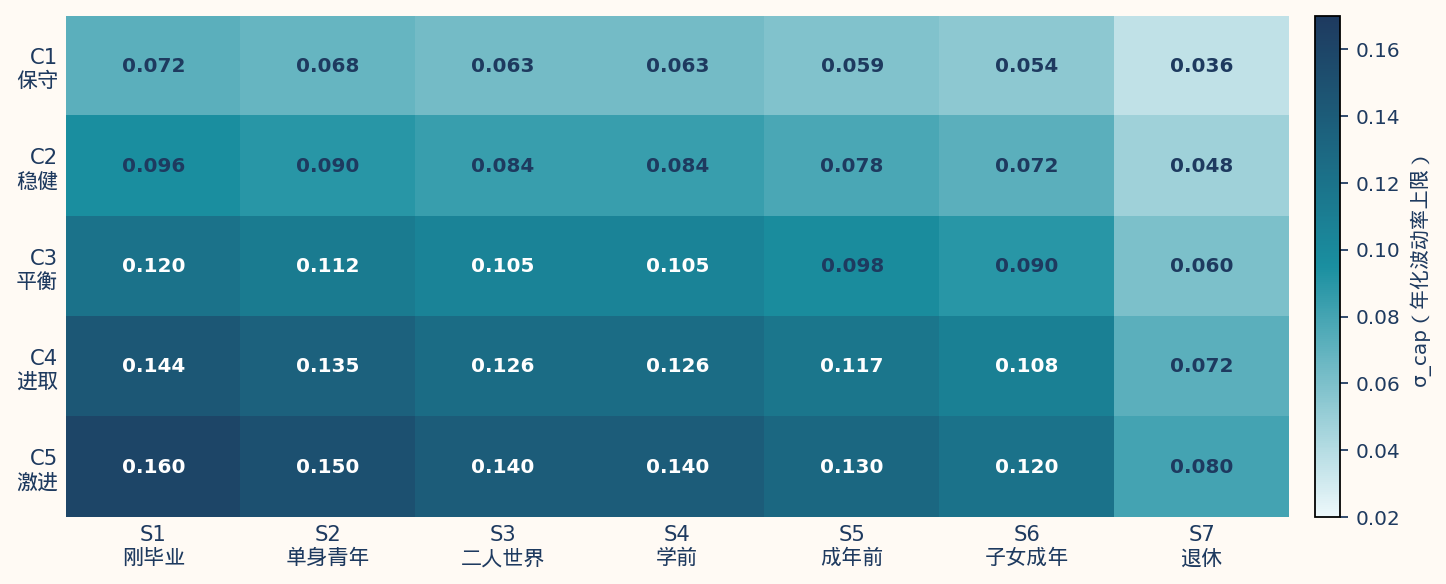 C1
保守
0.072
0.068
0.063
0.063
0.059
0.054
0.036
C2
稳健
0.096
0.090
0.084
0.084
0.078
0.072
0.048
C3
平衡
0.120
0.112
0.105
0.105
0.098
0.090
0.060
C4
进取
0.144
0.135
0.126
0.126
0.117
0.108
0.072
C5
激进
0.160
0.150
0.140
0.140
0.130
0.120
0.080
S1
刚毕业
S2
单身青年
S3
二人世界
S4
学前
S5
成年前
S6
子女成年
S7
退休
0.16
0.14
0.12
0.10
0.08
0.06
0.04
0.02
σ_cap（年化波动率上限）